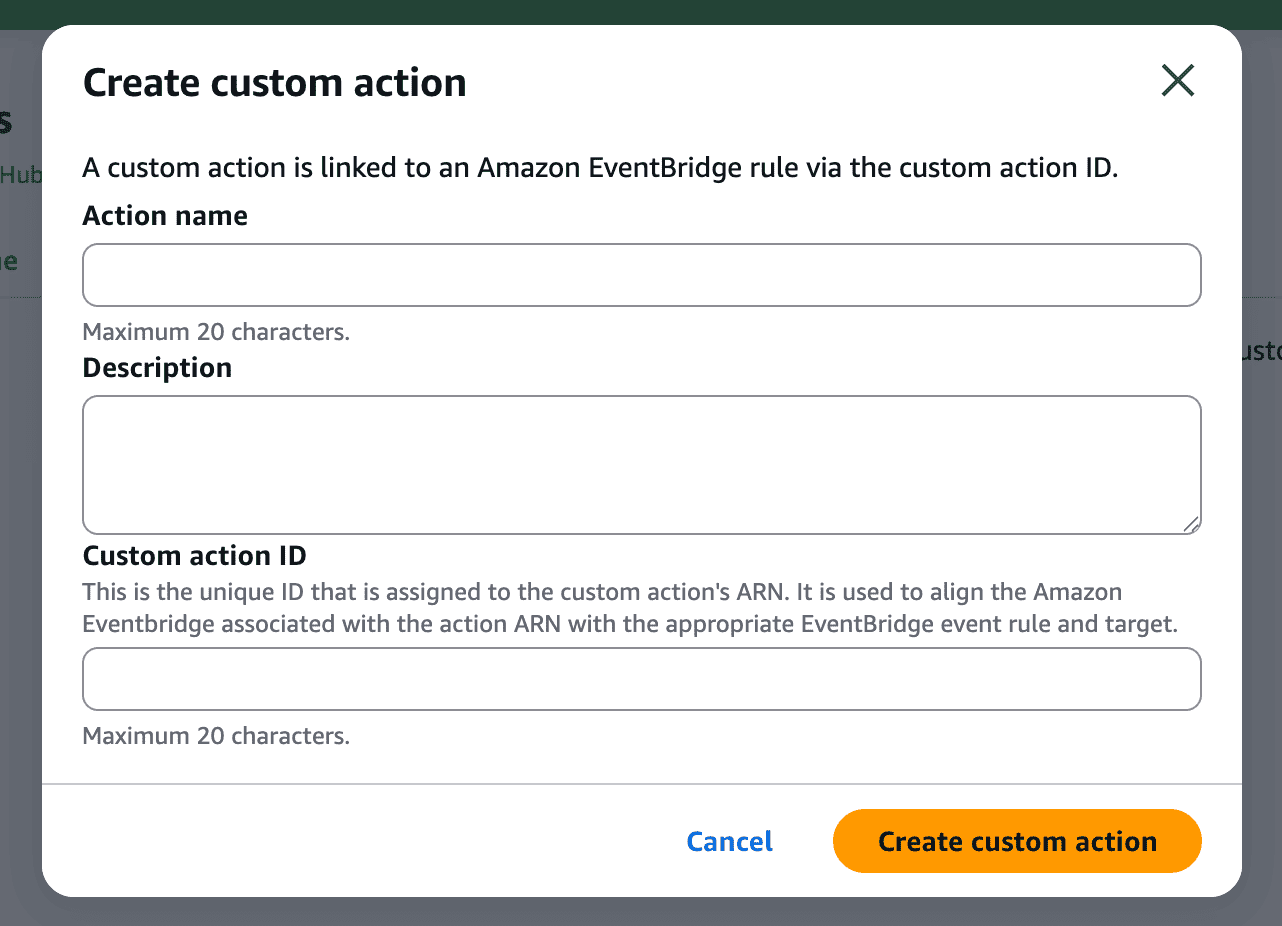 Create custom action
s
Hub
A custom action is linked to an Amazon EventBridge rule via the custom action ID.
Action name
e
Maximum 20 characters.
Description
usto
Custom action ID
This is the unique ID that is assigned to the custom action's ARN. It is used to align the Amazon
Eventbridge associated with the action ARN with the appropriate EventBridge event rule and target.
Maximum 20 characters.
Cancel
Create custom action